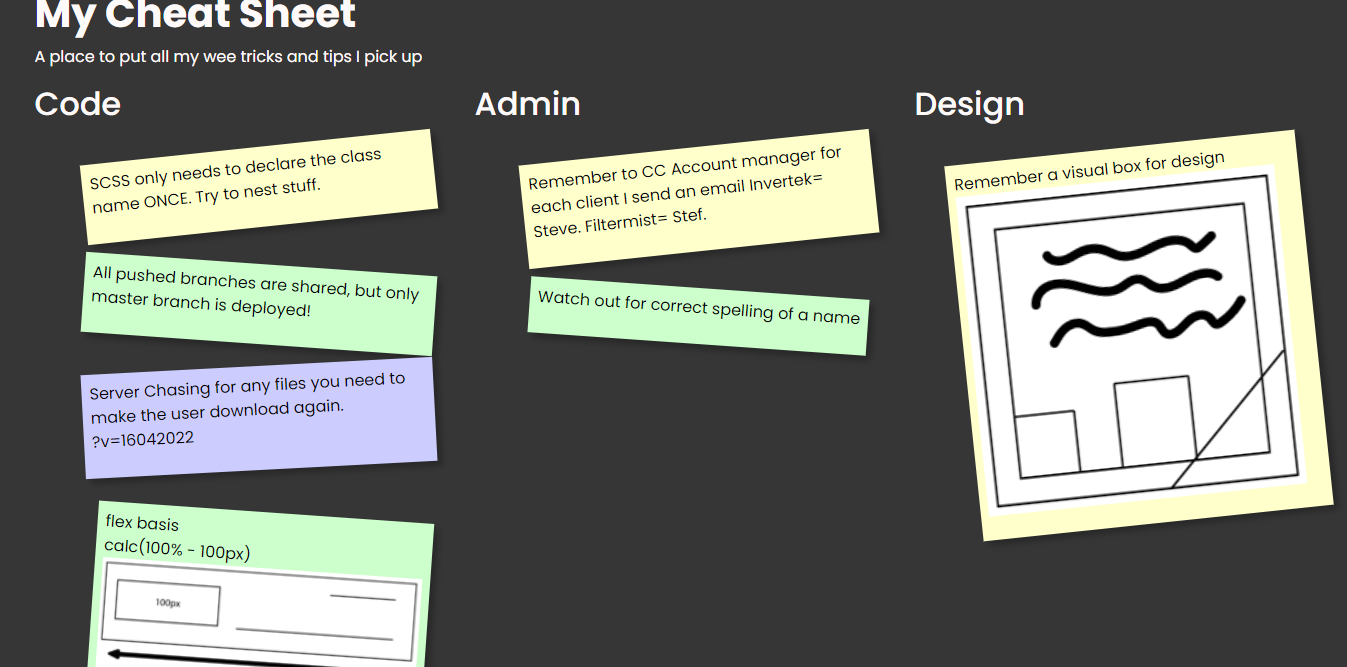 My Cheat Sheet
A place to put all my wee tricks and tips I pick up
Code
SCSS only needs to declare the class
name ONCE. Try to nest stuff.
All pushed branches are shared, but only
master branch is deployed!
Server Chasing for any files you need to
make the user download again.
?v=16042022
flex basis
calc(100% - 100px)
100px
Admin
Remember to CC Account manager for
each client I send an email Invertek=
Steve. Filtermist= Stef.
Watch out for correct spelling of a name
Design
Remember a visual box for design